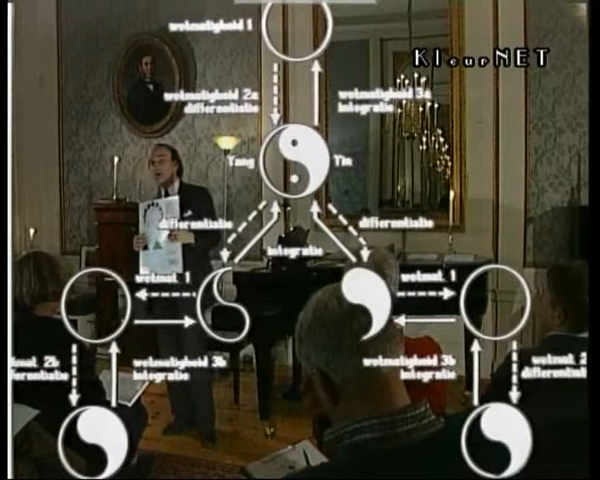 wetmatigheid 1
KleurNET
wetmatigheid 2a
differentiatie
wetmatigheid 3a
integratie
Yang
Yin
differentiatie
differentiatie
integratie
wetmat 1
wetmat 1
wetmat 2b
differentiatie
wetmatigheid 3b
integratie
wetmatigheid 3b
integratie
wetmat 2
differentiat